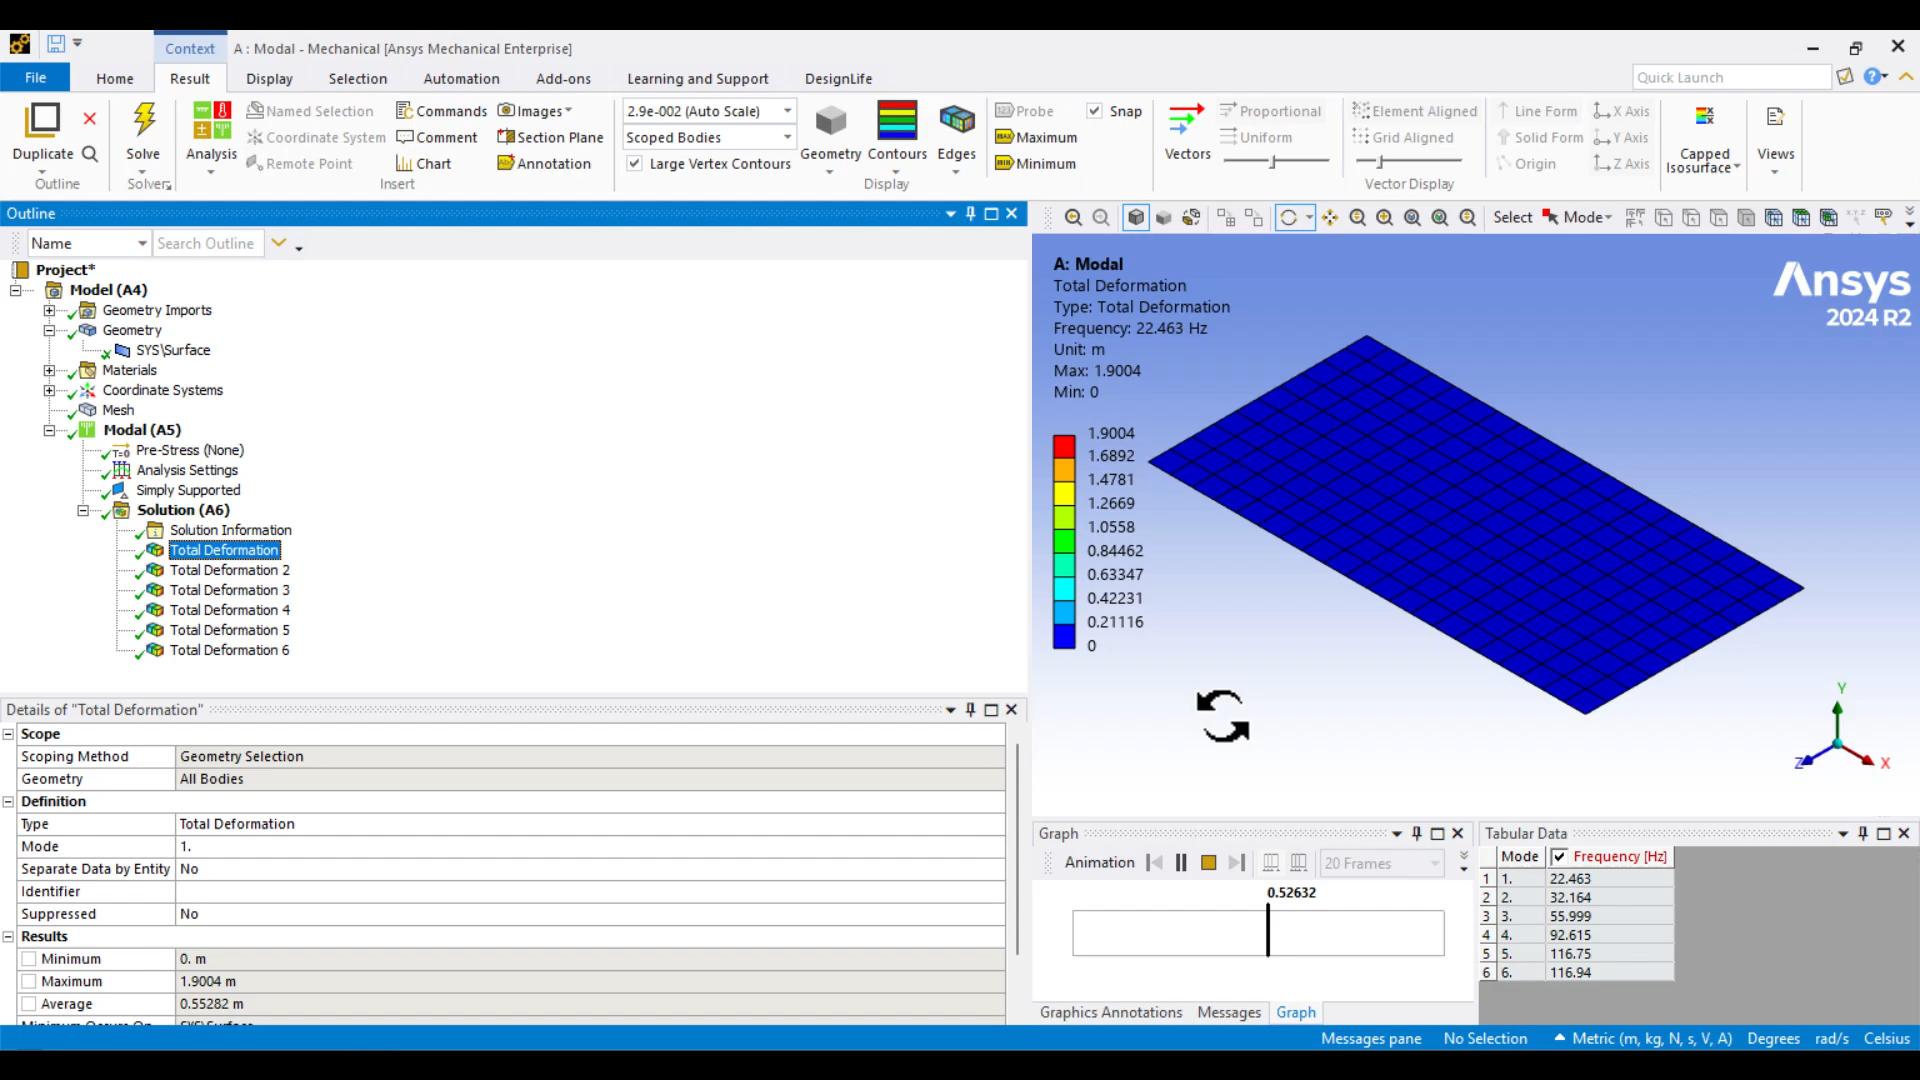 Context
A : Modal - Mechanical [Ansys Mechanical Enterprise]
File
Home
Result
Display
Selection
Automation
Add-ons
Learning and Support
DesignLife
Quick Launch
Duplicate
Outline
Solve
Solver
Analysis
Named Selection
Coordinate System
Remote Point
Commands
Comment
Chart
Images
Section Plane
Annotation
Insert
2.9e-002 (Auto Scale)
Scoped Bodies
Large Vertex Contours
Geometry
Contours
Edges
Display
Probe
Maximum
Minimum
Snap
Vectors
Proportional
Uniform
Element Aligned
Grid Aligned
Vector Display
Line Form
Solid Form
Origin
X Axis
Y Axis
Z Axis
Capped
Isosurface
Views
Outline
Name
Search Outline
Project*
Model (A4)
Geometry Imports
Geometry
SYS\Surface
Materials
Coordinate Systems
Mesh
Modal (A5)
Pre-Stress (None)
Analysis Settings
Simply Supported
Solution (A6)
Solution Information
Total Deformation
Total Deformation 2
Total Deformation 3
Total Deformation 4
Total Deformation 5
Total Deformation 6
Details of "Total Deformation"
Scope
Scoping Method Geometry Selection
Geometry All Bodies
Definition
Type Total Deformation
Mode 1.
Separate Data by Entity No
Identifier
Suppressed No
Results
Minimum 0. m
Maximum 1.9004 m
Average 0.55282 m
Select
Mode
A: Modal
Total Deformation
Type: Total Deformation
Frequency: 22.463 Hz
Unit: m
Max: 1.9004
Min: 0
1.9004
1.6892
1.4781
1.2669
1.0558
0.84462
0.63347
0.42231
0.21116
0
Ansys
2024 R2
Y
Z
X
Graph
Animation
20 Frames
0.52632
Graphics Annotations
Messages
Graph
Tabular Data
Mode Frequency [Hz]
1 1. 22.463
2 2. 32.164
3 3. 55.999
4 4. 92.615
5 5. 116.75
6 6. 116.94
Messages pane
No Selection
Metric (m, kg, N, s, V, A)
Degrees
rad/s
Celsius